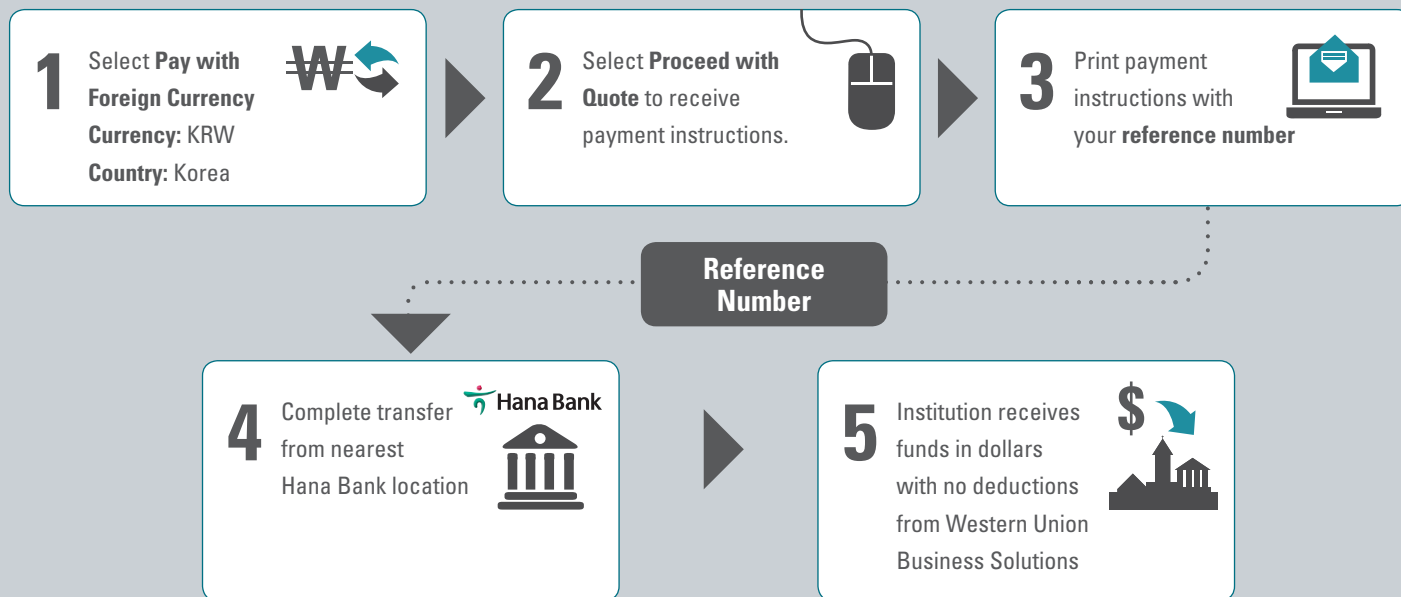 1
Select Pay with
Foreign Currency
Currency: KRW
Country: Korea
2
Select Proceed with
Quote to receive
payment instructions.
3
Print payment
instructions with
your reference number
Reference
Number
4
Complete transfer
from nearest
Hana Bank location
Hana Bank
5
Institution receives
funds in dollars
with no deductions
from Western Union
Business Solutions
$